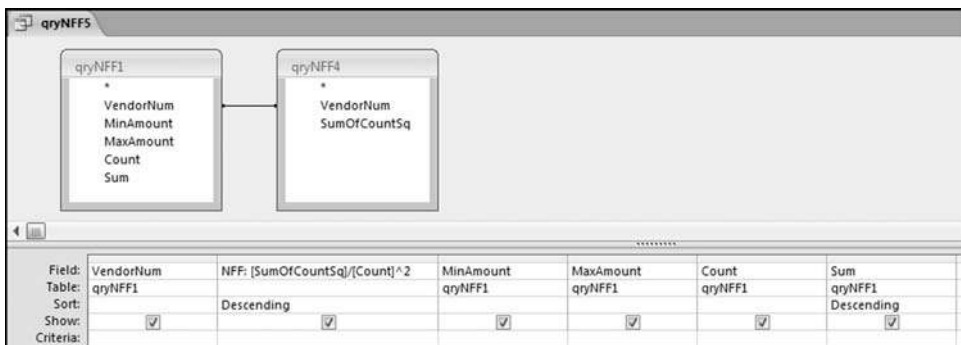 qryNFF5
qryNFF1
*
VendorNum
MinAmount
MaxAmount
Count
Sum
qryNFF4
*
VendorNum
SumOfCountSq
Field: VendorNum NFF: [SumOfCountSq]/[Count]^2 MinAmount MaxAmount Count Sum
Table: qryNFF1 qryNFF1 qryNFF1 qryNFF1 qryNFF1
Sort: Descending Descending
Show:
Criteria: